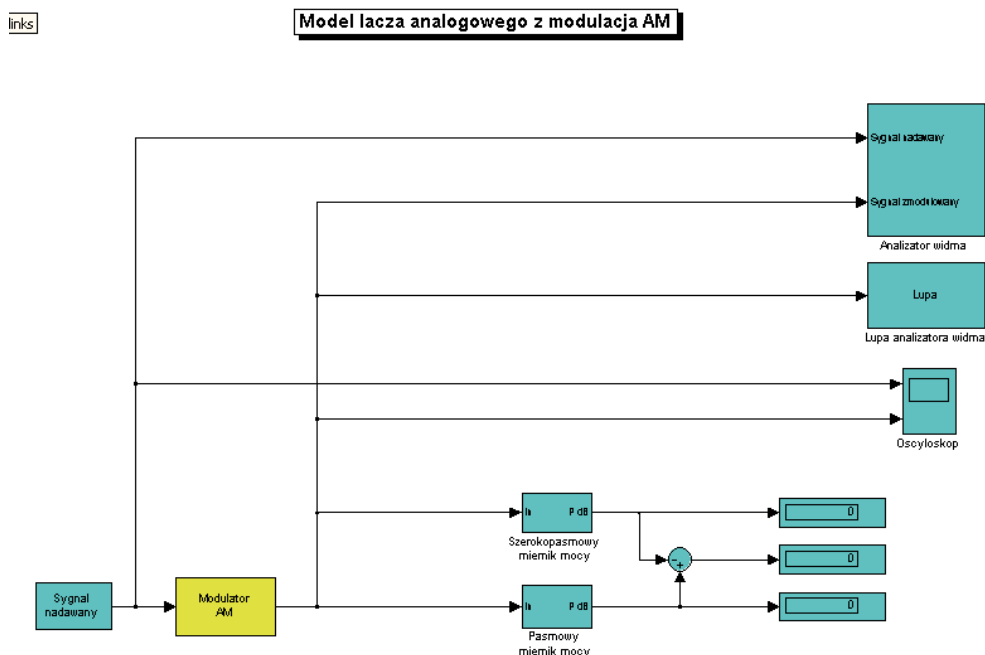 links
Model lacza analogowego z modulacja AM
Sygnal nadawany
Sygnal zmodulowany
Analizator widma
Lupa
Lupa analizatora widma
Oscyloskop
In
P dB
Szerokopasmowy
miernik mocy
0
-
+
0
Sygnal
nadawany
Modulator
AM
In
P dB
Pasmowy
miernik mocy
0